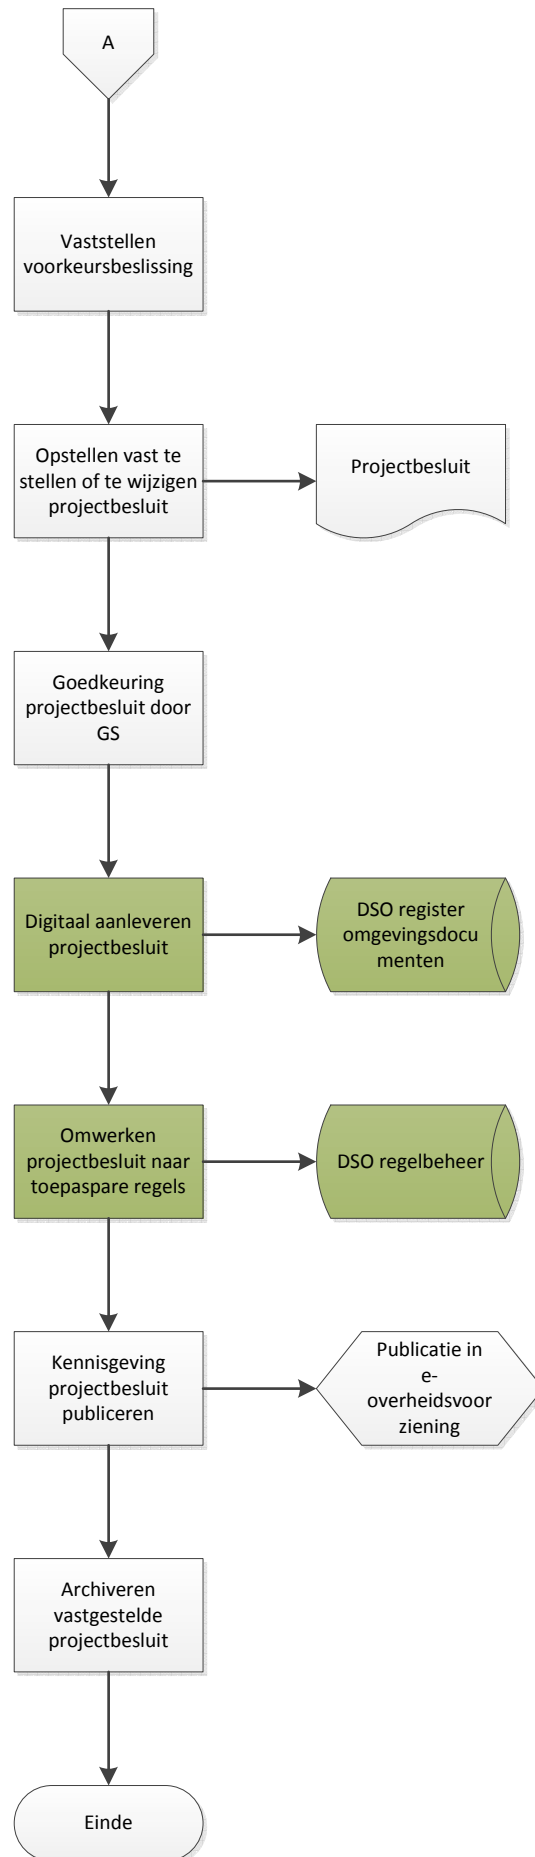 A
Vaststellen
voorkeursbeslissing
Opstellen vast te
stellen of te wijzigen
projectbesluit
Projectbesluit
Goedkeuring
projectbesluit door
GS
Digitaal aanleveren
projectbesluit
DSO register
omgevingsdocu
menten
Omwerken
projectbesluit naar
toepaspare regels
DSO regelbeheer
Kennisgeving
projectbesluit
publiceren
Publicatie in
e-
overheidsvoor
ziening
Archiveren
vastgestelde
projectbesluit
Einde